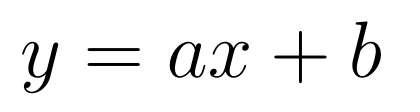 y = ax + b